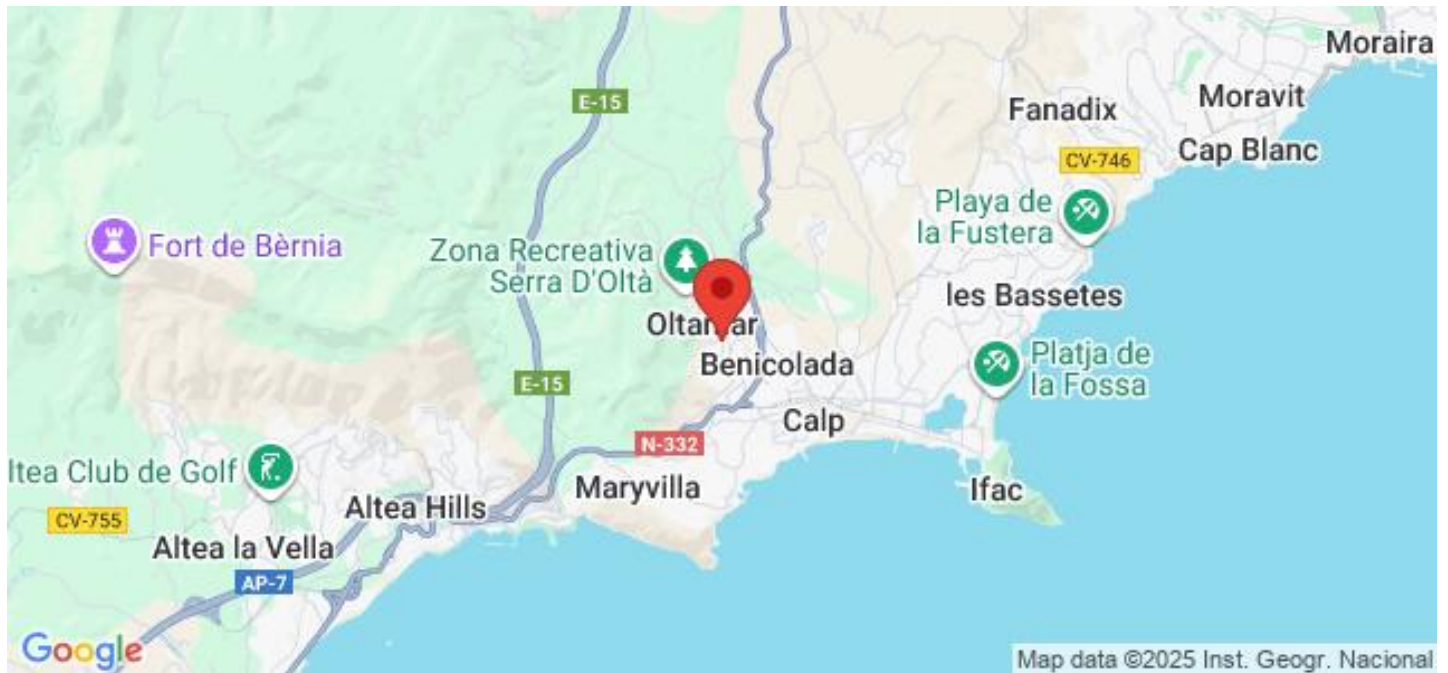 Moraira
E-15
Fanadix
Moravit
Cap Blanc
CV-746
Playa de
la Fustera
Fort de Bèrnia
Zona Recreativa
Serra D'Oltà
les Bassetes
Oltamar
Benicolada
Platja de
la Fossa
E-15
Calp
N-332
ltea Club de Golf
Maryvilla
Ifac
Altea Hills
CV-755
Altea la Vella
AP-7
Google
Map data ©2025 Inst. Geogr. Nacional